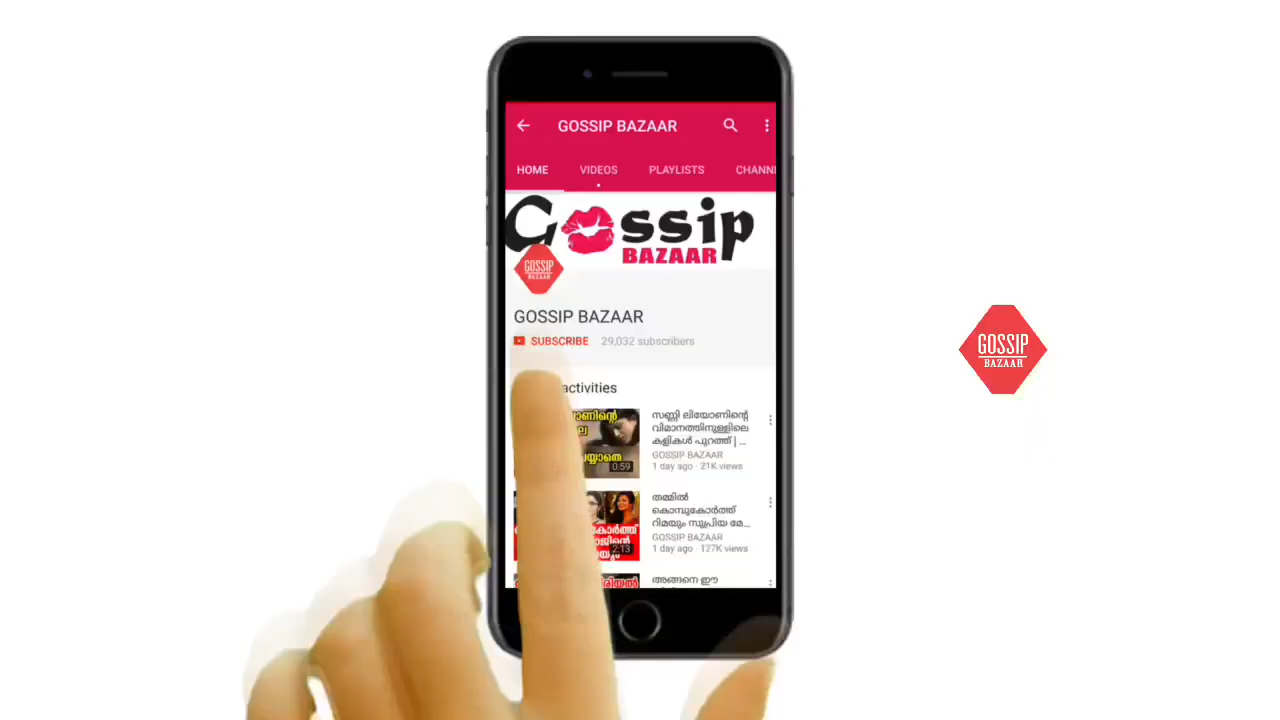 GOSSIP BAZAAR
HOME VIDEOS PLAYLISTS CHANN
Gossip
BAZAAR
GOSSIP
BAZAAR
GOSSIP BAZAAR
SUBSCRIBE 29,032 subscribers
activities
0:59
സണ്ണി ലിയോണിന്റെ
വിമാനത്തിനുള്ളിലെ
കളികൾ പുറത്ത് | ...
GOSSIP BAZAAR
1 day ago · 21K views
2:13
തമ്മിൽ
കൊമ്പുകോർത്ത്
റിമയും സുപ്രിയ മേ...
GOSSIP BAZAAR
1 day ago · 127K views
അങ്ങനെ ഈ
GOSSIP
BAZAAR